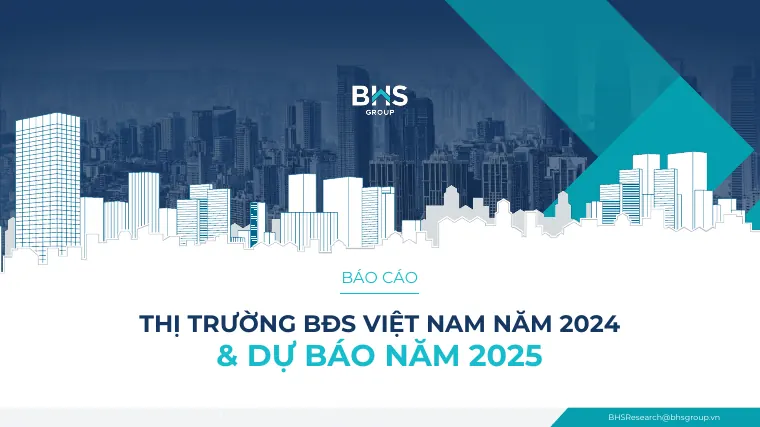 BHS
GROUP
BÁO CÁO
THỊ TRƯỜNG BĐS VIỆT NAM NĂM 2024
& DỰ BÁO NĂM 2025
BHSResearch@bhsgroup.vn